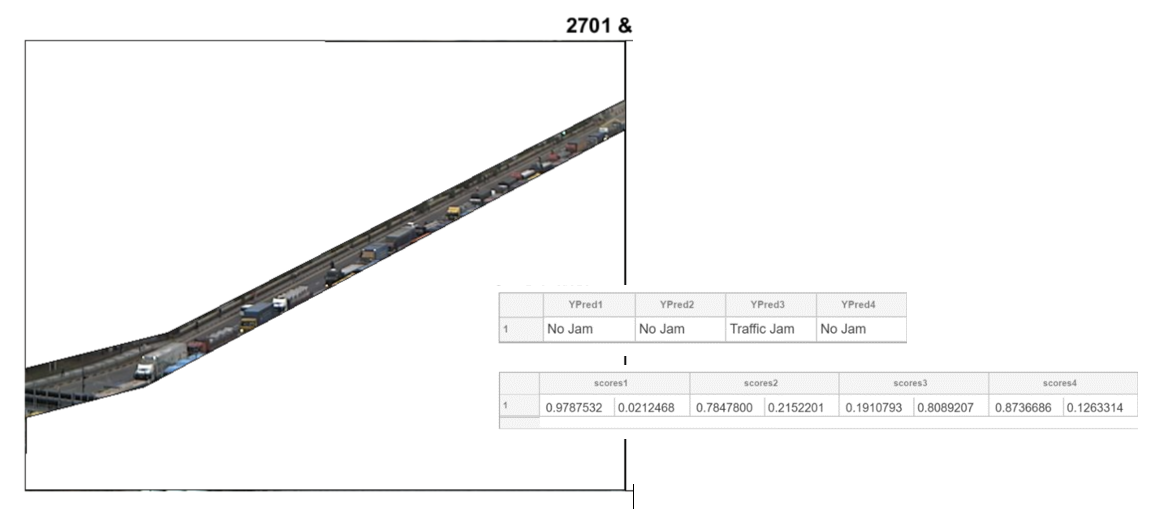 2701 &
YPred1 YPred2 YPred3 YPred4
1 No Jam No Jam Traffic Jam No Jam
scores1 scores2 scores3 scores4
1 0.9787532 0.0212468 0.7847800 0.2152201 0.1910793 0.8089207 0.8736686 0.1263314